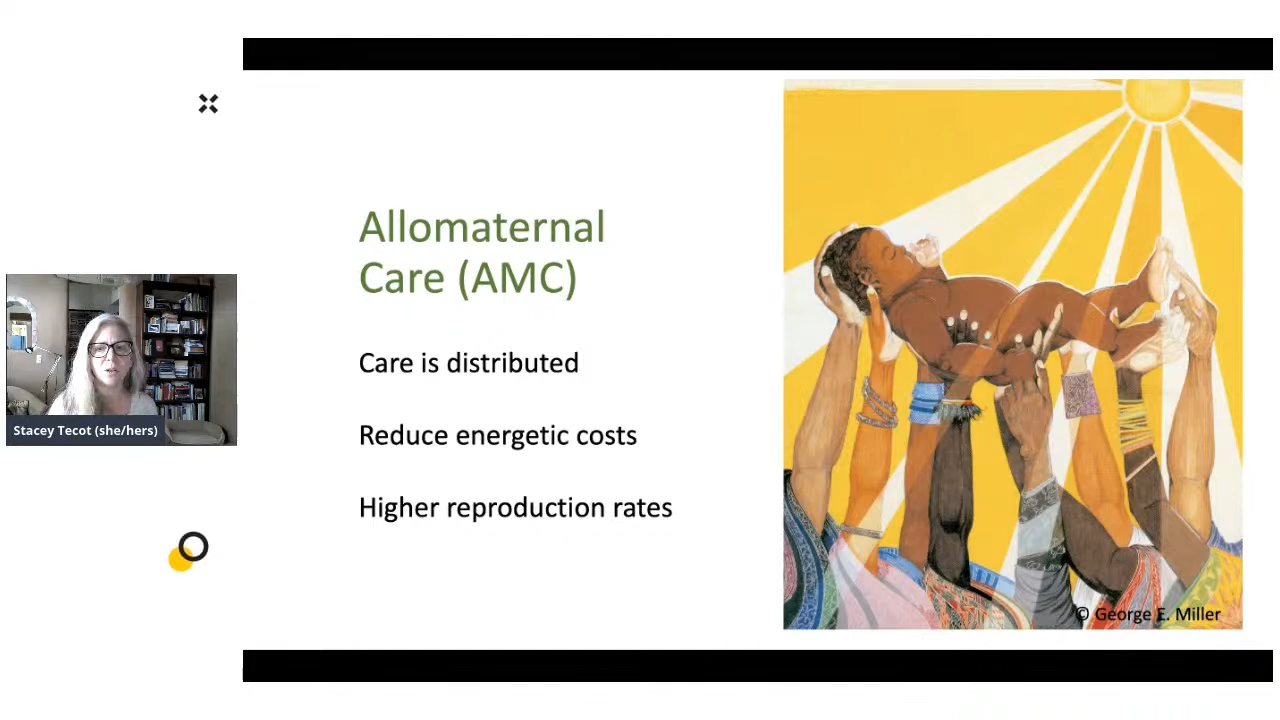 Allomaternal
Care (AMC)
Care is distributed
Reduce energetic costs
Higher reproduction rates
Stacey Tecot (she/hers)
© George E. Miller